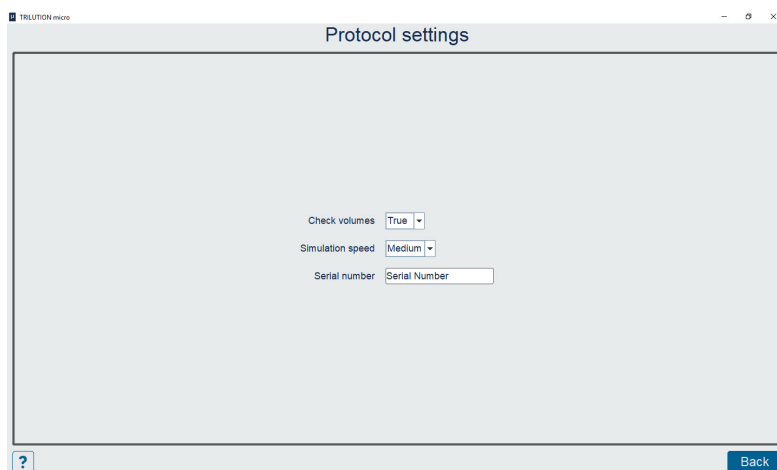 µ TRILUTION micro
Protocol settings
Check volumes True
Simulation speed Medium
Serial number Serial Number
? Back